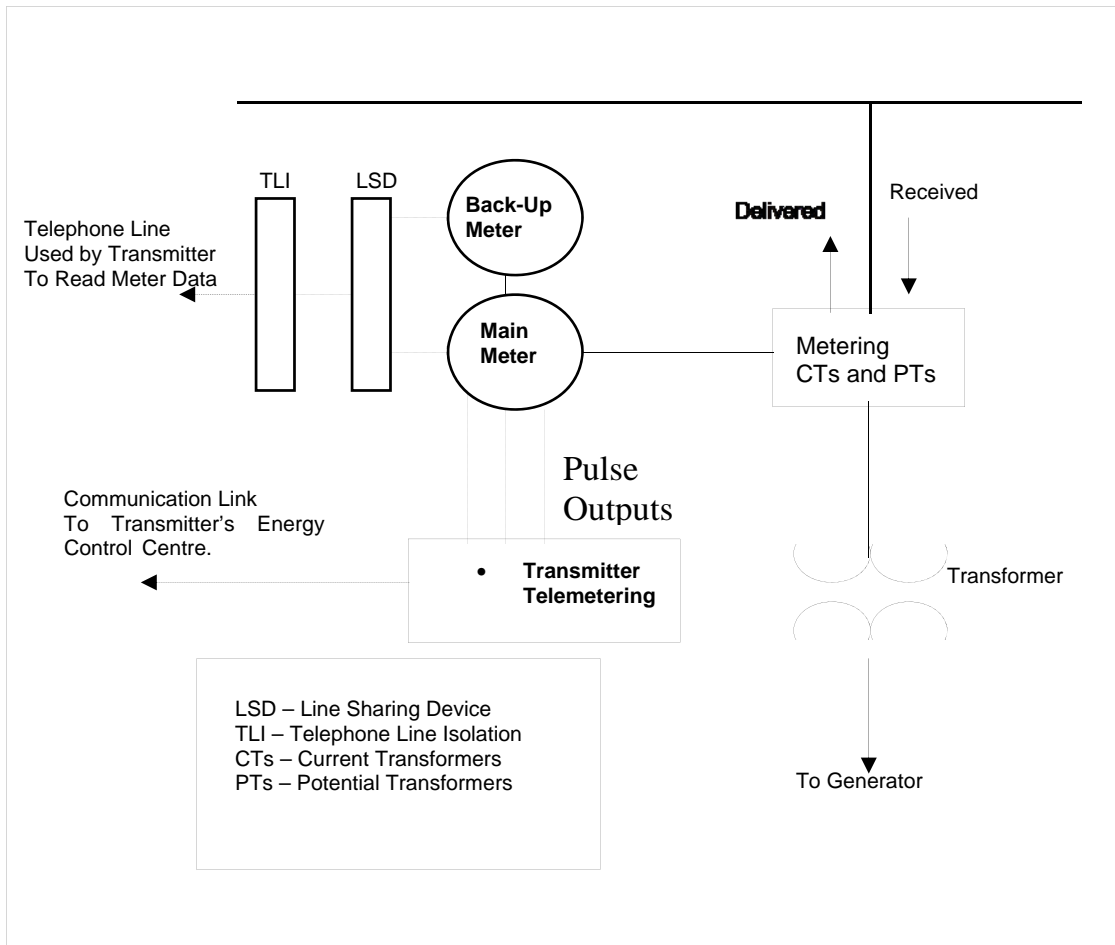 TLI
LSD
Back-Up
Meter
Delivered
Received
Telephone Line
Used by Transmitter
To Read Meter Data
Main
Meter
Metering
CTs and PTs
Pulse
Outputs
Communication Link
To Transmitter's Energy
Control Centre.
• Transmitter
Telemetering
Transformer
LSD – Line Sharing Device
TLI – Telephone Line Isolation
CTs – Current Transformers
PTs – Potential Transformers
To Generator